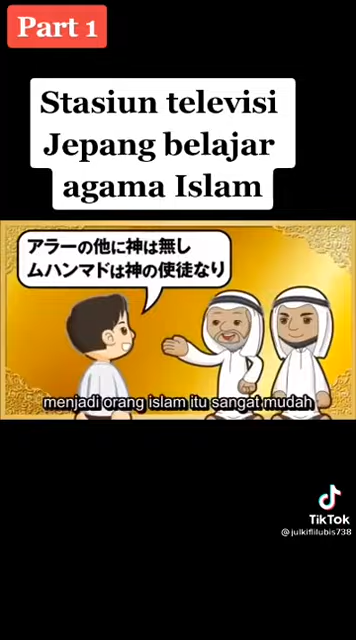 Part 1
Stasiun televisi
Jepang belajar
agama Islam
アラーの他に神は無し
ムハンマドは神の使徒なり
menjadi orang islam itu sangat mudah
TikTok
@julkiflilubis738